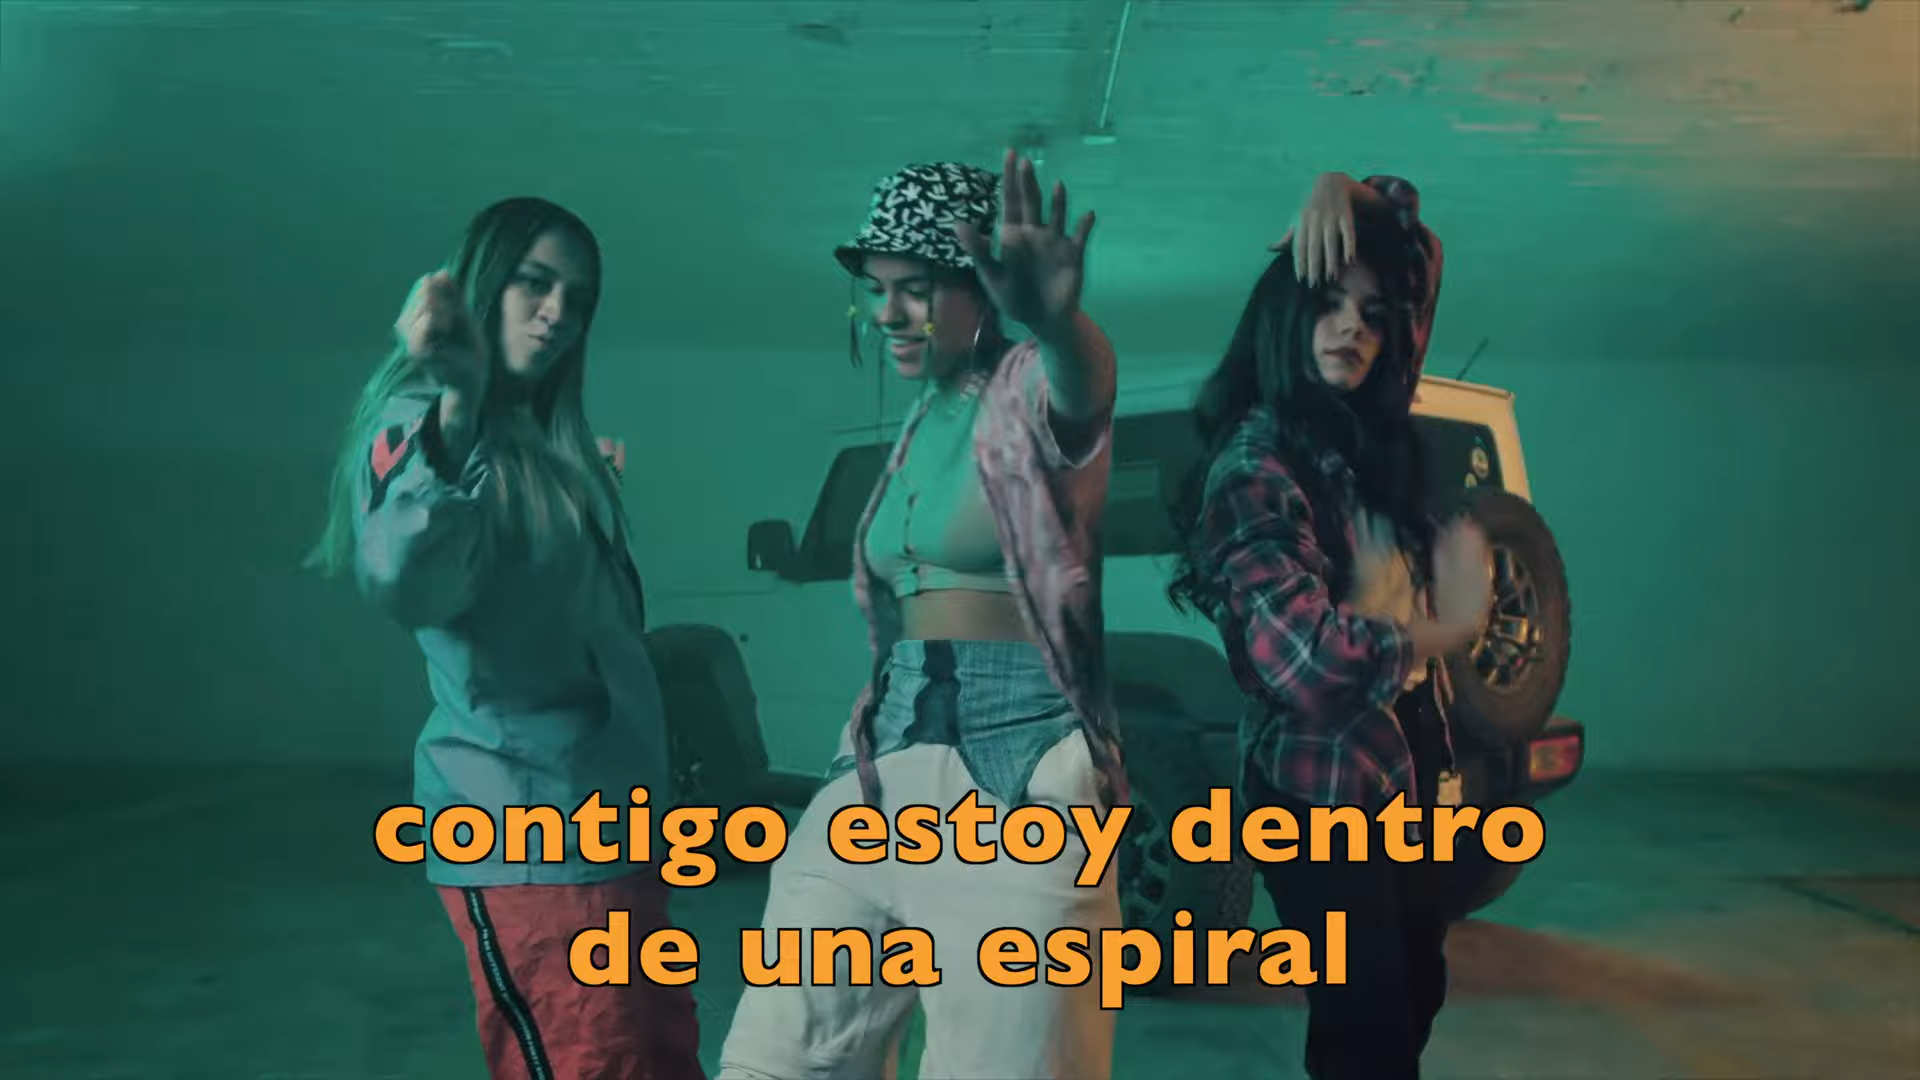 contigo estoy dentro
de una espiral